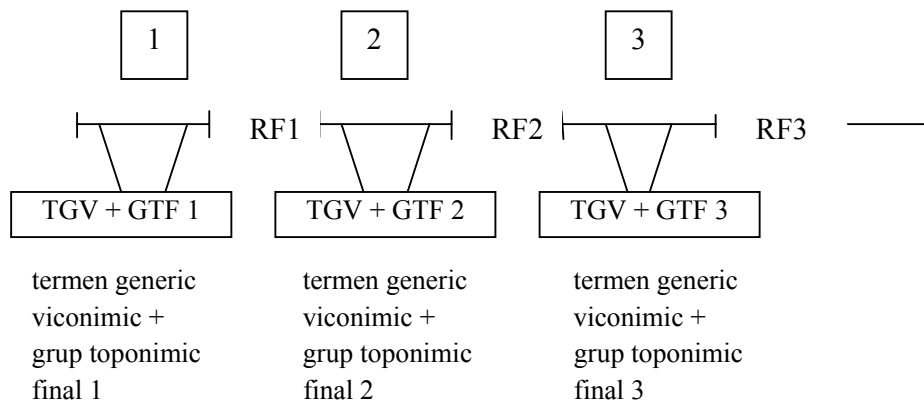 1 2 3
RF1 RF2 RF3
TGV + GTF 1 TGV + GTF 2 TGV + GTF 3
termen generic
viconimic +
grup toponimic
final 1
termen generic
viconimic +
grup toponimic
final 2
termen generic
viconimic +
grup toponimic
final 3